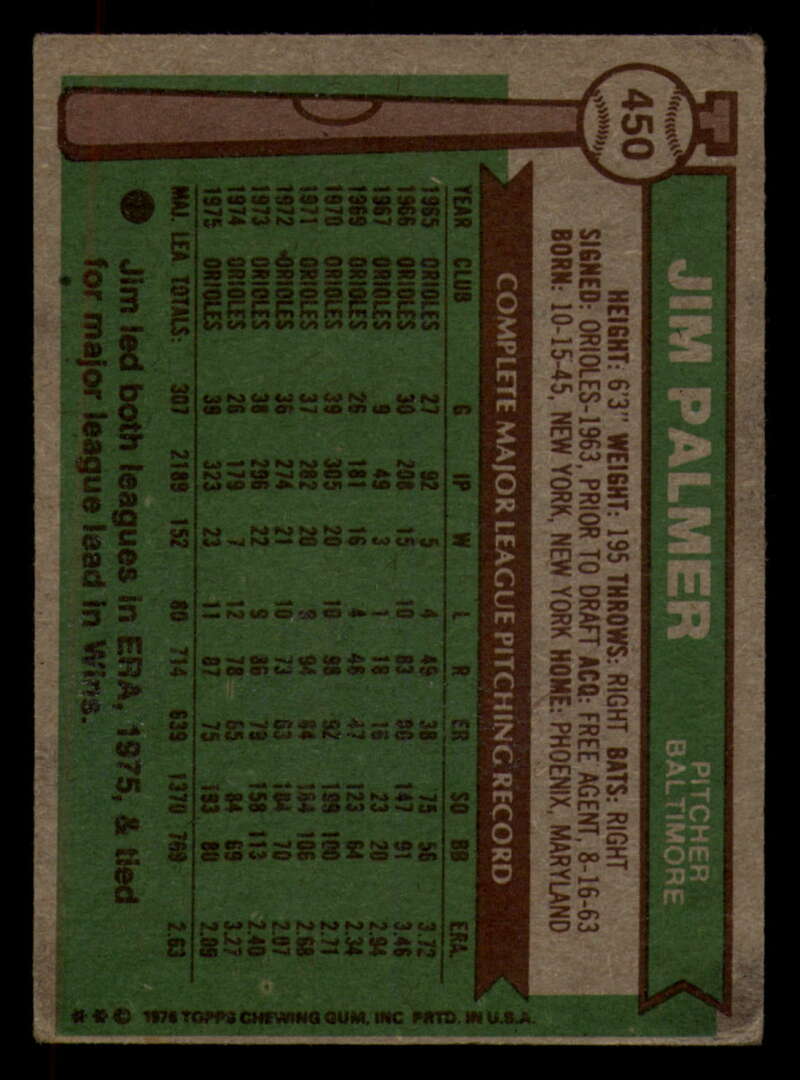 450
JIM PALMER
PITCHER
BALTIMORE
HEIGHT: 6'3" WEIGHT: 195 THROWS: RIGHT BATS: RIGHT
SIGNED: ORIOLES-1963, PRIOR TO DRAFT ACQ: FREE AGENT, 8-16-63
BORN: 10-15-45, NEW YORK, NEW YORK HOME: PHOENIX, MARYLAND
COMPLETE MAJOR LEAGUE PITCHING RECORD
YEAR CLUB G IP W L R ER SO BB ERA
1965 ORIOLES 27 92 5 4 49 38 75 56 3.72
1966 ORIOLES 30 208 15 10 83 80 147 91 3.46
1967 ORIOLES 9 49 3 1 18 16 23 20 2.94
1969 ORIOLES 26 181 16 4 48 47 123 64 2.34
1970 ORIOLES 39 305 20 10 98 92 199 100 2.71
1971 ORIOLES 37 282 20 9 94 84 184 106 2.68
1972 ORIOLES 36 274 21 10 73 63 184 70 2.07
1973 ORIOLES 38 296 22 9 86 79 158 113 2.40
1974 ORIOLES 26 179 7 12 78 65 84 69 3.27
1975 ORIOLES 39 323 23 11 87 75 193 80 2.09
MAJ. LEA TOTALS: 307 2189 152 80 714 639 1370 769 2.63
Jim led both leagues in ERA, 1975, & tied
for major league lead in Wins.
* * © 1976 TOPPS CHEWING GUM, INC PRTD. IN U.S.A.